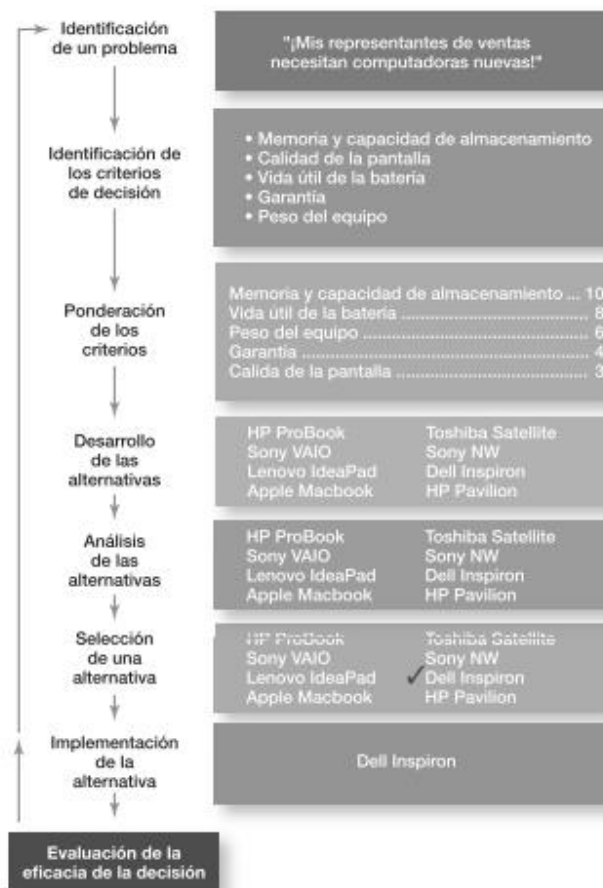 Identificación
de un problema
"¡Mis representantes de ventas
necesitan computadoras nuevas!"
Identificación de
los criterios
de decisión
• Memoria y capacidad de almacenamiento
• Calidad de la pantalla
• Vida útil de la batería
• Garantía
• Peso del equipo
Ponderación
de los
criterios
Memoria y capacidad de almacenamiento ... 10
Vida útil de la batería ........................................ 8
Peso del equipo ................................................ 6
Garantía ............................................................ 4
Calida de la pantalla ......................................... 3
Desarrollo
de las
alternativas
HP ProBook Toshiba Satellite
Sony VAIO Sony NW
Lenovo IdeaPad Dell Inspiron
Apple Macbook HP Pavilion
Análisis
de las
alternativas
HP ProBook Toshiba Satellite
Sony VAIO Sony NW
Lenovo IdeaPad Dell Inspiron
Apple Macbook HP Pavilion
Selección
de una
alternativa
HP ProBook Toshiba Satellite
Sony VAIO Sony NW
Lenovo IdeaPad ✓ Dell Inspiron
Apple Macbook HP Pavilion
Implementación
de la
alternativa
Dell Inspiron
Evaluación de la
eficacia de la decisión